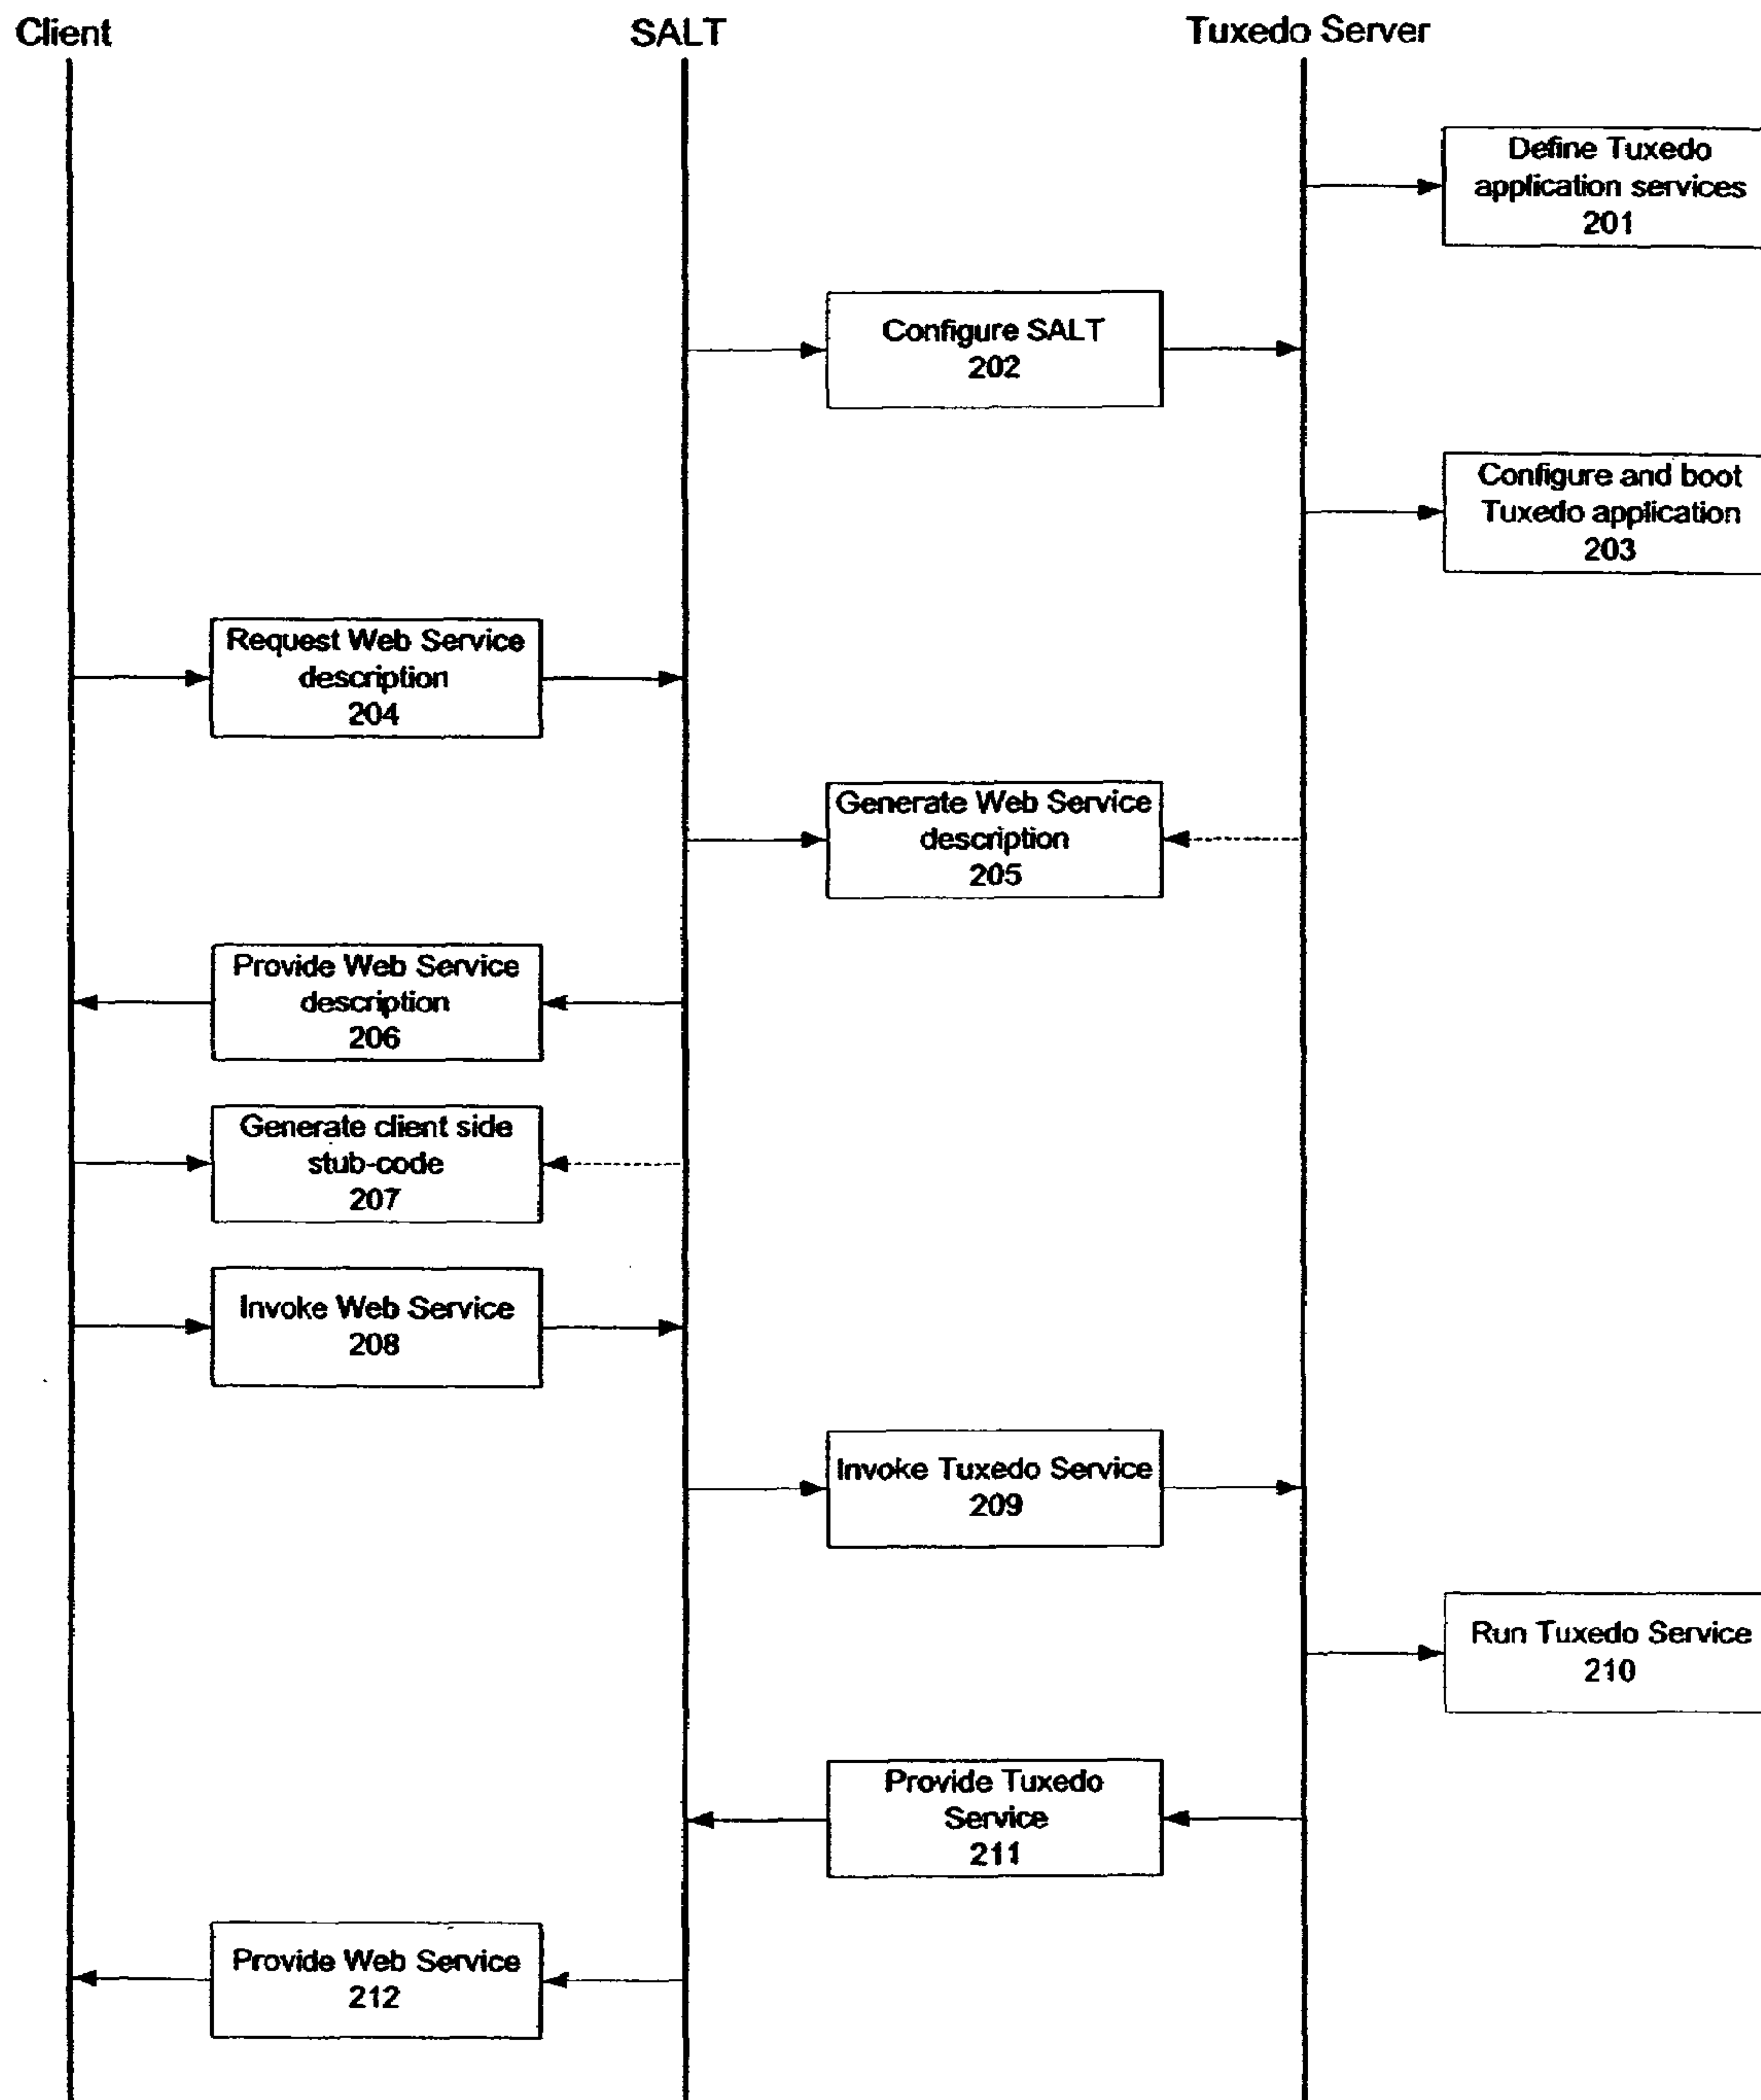 Client
SALT
Tuxedo Server
Define Tuxedo
application services
201
Configure SALT
202
Configure and boot
Tuxedo application
203
Request Web Service
description
204
Generate Web Service
description
205
Provide Web Service
description
206
Generate client side
stub-code
207
Invoke Web Service
208
Invoke Tuxedo Service
209
Run Tuxedo Service
210
Provide Tuxedo
Service
211
Provide Web Service
212